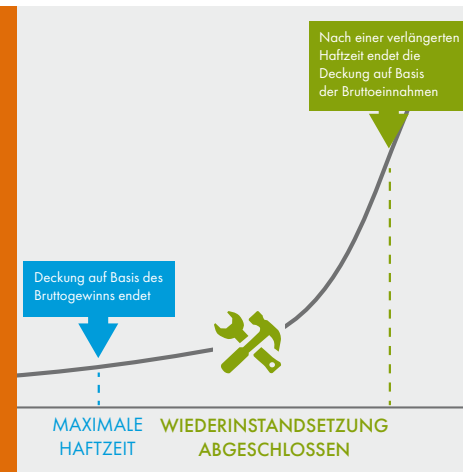 Nach einer verlängerten
Haftzeit endet die
Deckung auf Basis
der Bruttoeinnahmen
Deckung auf Basis des
Bruttogewinns endet
MAXIMALE
HAFTZEIT
WIEDERINSTANDSETZUNG
ABGESCHLOSSEN